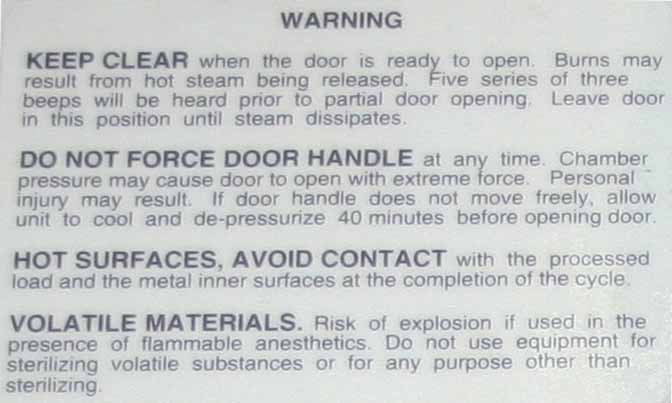 WARNING
KEEP CLEAR when the door is ready to open. Burns may
result from hot steam being released. Five series of three
beeps will be heard prior to partial door opening. Leave door
in this position until steam dissipates.
DO NOT FORCE DOOR HANDLE at any time. Chamber
pressure may cause door to open with extreme force. Personal
injury may result. If door handle does not move freely, allow
unit to cool and de-pressurize 40 minutes before opening door.
HOT SURFACES, AVOID CONTACT with the processed
load and the metal inner surfaces at the completion of the cycle.
VOLATILE MATERIALS. Risk of explosion if used in the
presence of flammable anesthetics. Do not use equipment for
sterilizing volatile substances or for any purpose other than
sterilizing.